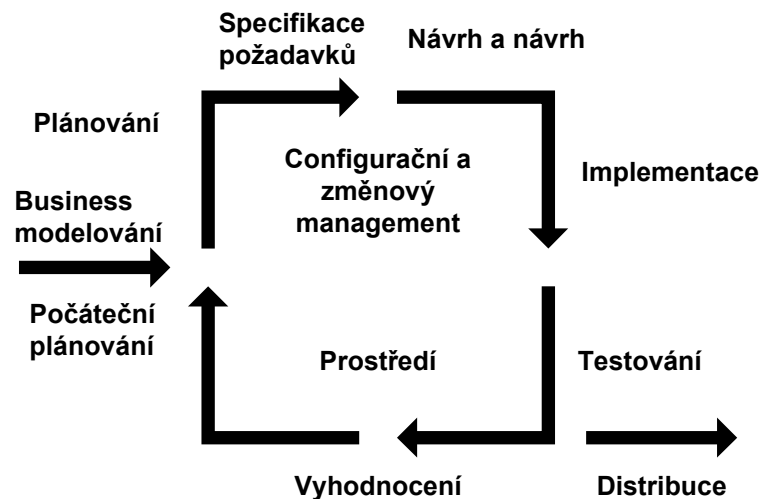 Specifikace
požadavků
Návrh a návrh
Plánování
Configurační a
změnový
management
Implementace
Business
modelování
Počáteční
plánování
Prostředí
Testování
Vyhodnocení
Distribuce